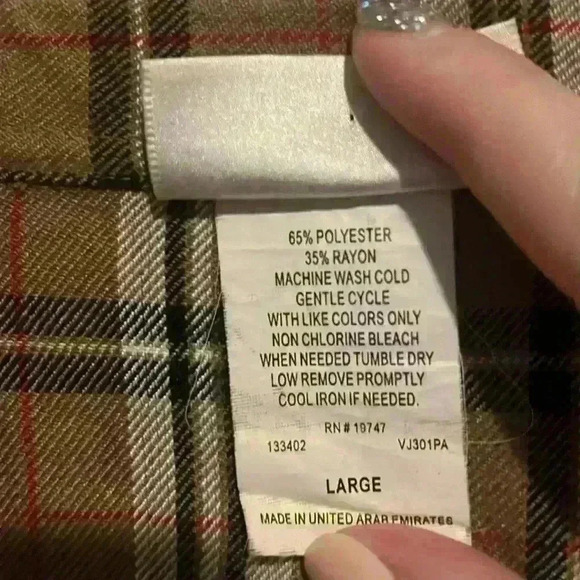 65% POLYESTER
35% RAYON
MACHINE WASH COLD
GENTLE CYCLE
WITH LIKE COLORS ONLY
NON CHLORINE BLEACH
WHEN NEEDED TUMBLE DRY
LOW REMOVE PROMPTLY
COOL IRON IF NEEDED.
RN # 19747
133402 VJ301PA
LARGE
MADE IN UNITED ARAB EMIRATES